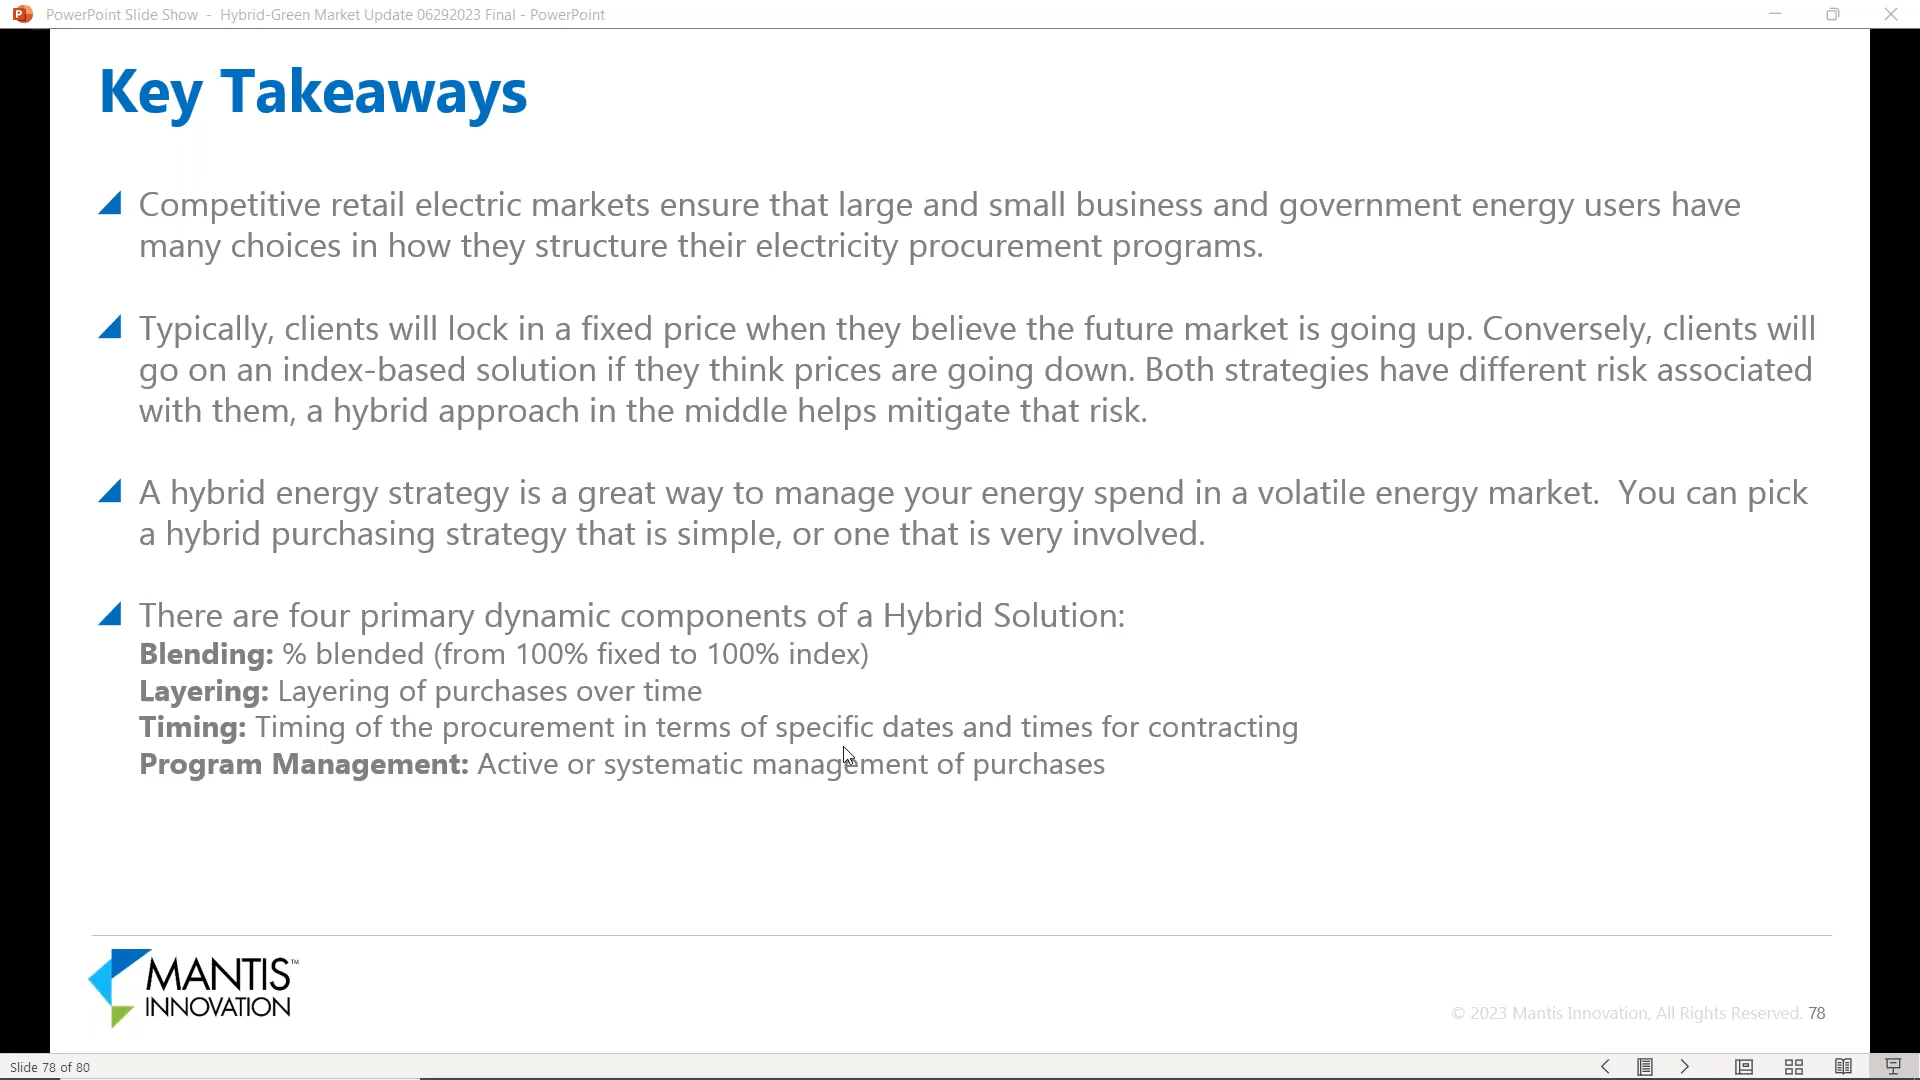 PowerPoint Slide Show - Hybrid-Green Market Update 06292023 Final - PowerPoint
Key Takeaways
Competitive retail electric markets ensure that large and small business and government energy users have
many choices in how they structure their electricity procurement programs.
Typically, clients will lock in a fixed price when they believe the future market is going up. Conversely, clients will
go on an index-based solution if they think prices are going down. Both strategies have different risk associated
with them, a hybrid approach in the middle helps mitigate that risk.
A hybrid energy strategy is a great way to manage your energy spend in a volatile energy market.  You can pick
a hybrid purchasing strategy that is simple, or one that is very involved.
There are four primary dynamic components of a Hybrid Solution:
Blending: % blended (from 100% fixed to 100% index)
Layering: Layering of purchases over time
Timing: Timing of the procurement in terms of specific dates and times for contracting
Program Management: Active or systematic management of purchases
MANTIS™
INNOVATION
© 2023 Mantis Innovation, All Rights Reserved. 78
Slide 78 of 80